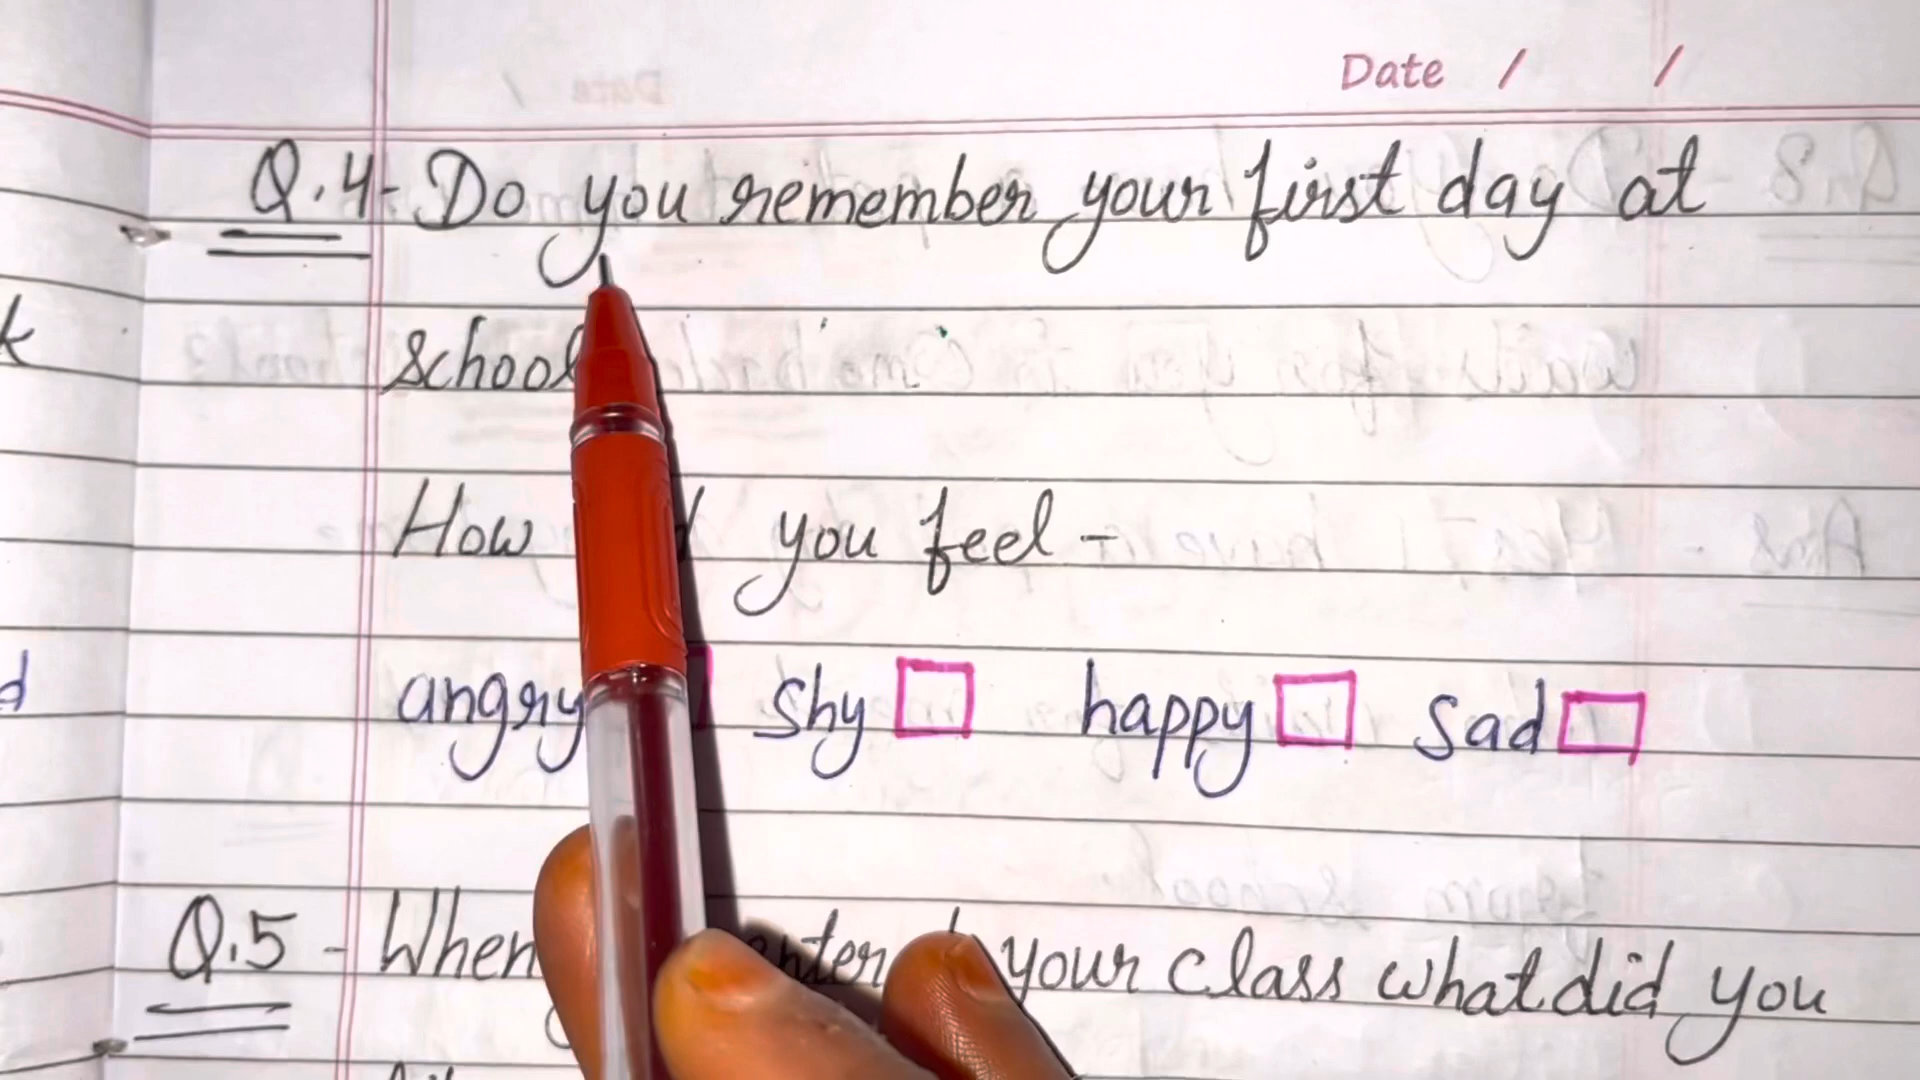 Date / /
Q.4- Do you remember your first day at
school
k
How you feel -
angry shy happy sad
d
Q.5 - When your class what did you